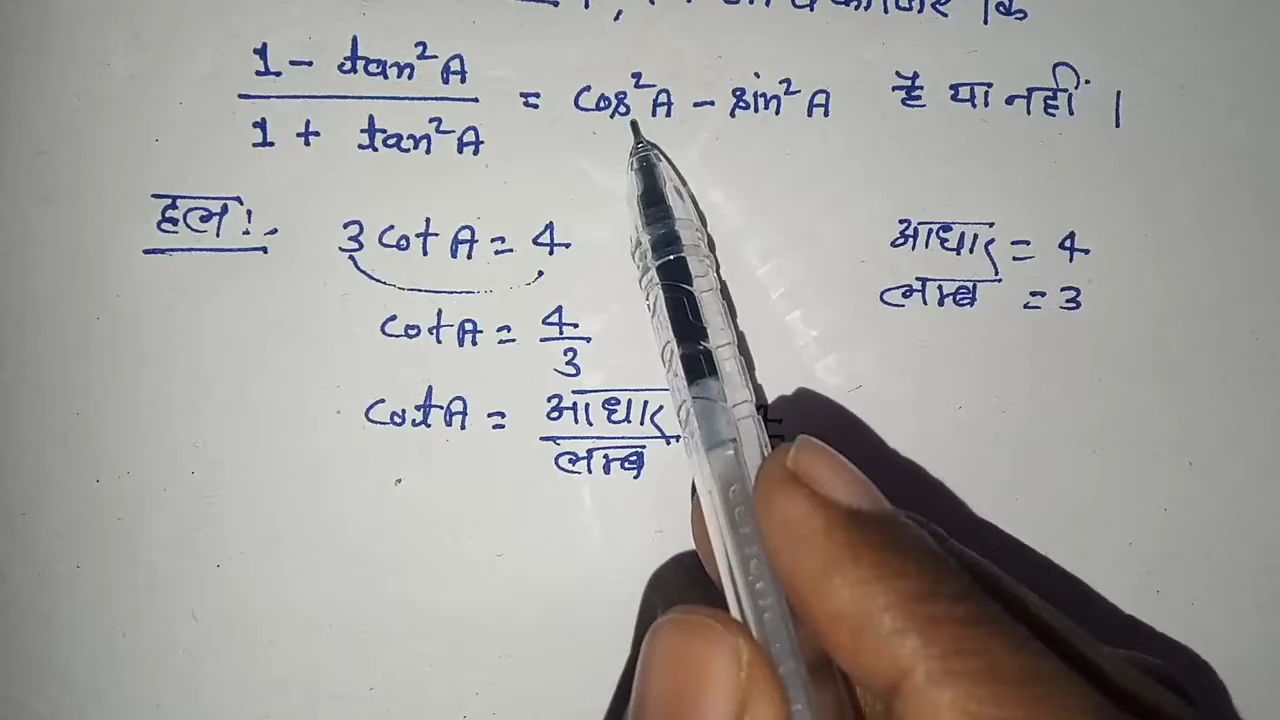 कि
1 - tan²A / 1 + tan²A = cos²A - sin²A है या नहीं।
हल:-
3 cot A = 4
cot A = 4/3
cot A = आधार / लम्ब
आधार = 4
लम्ब = 3